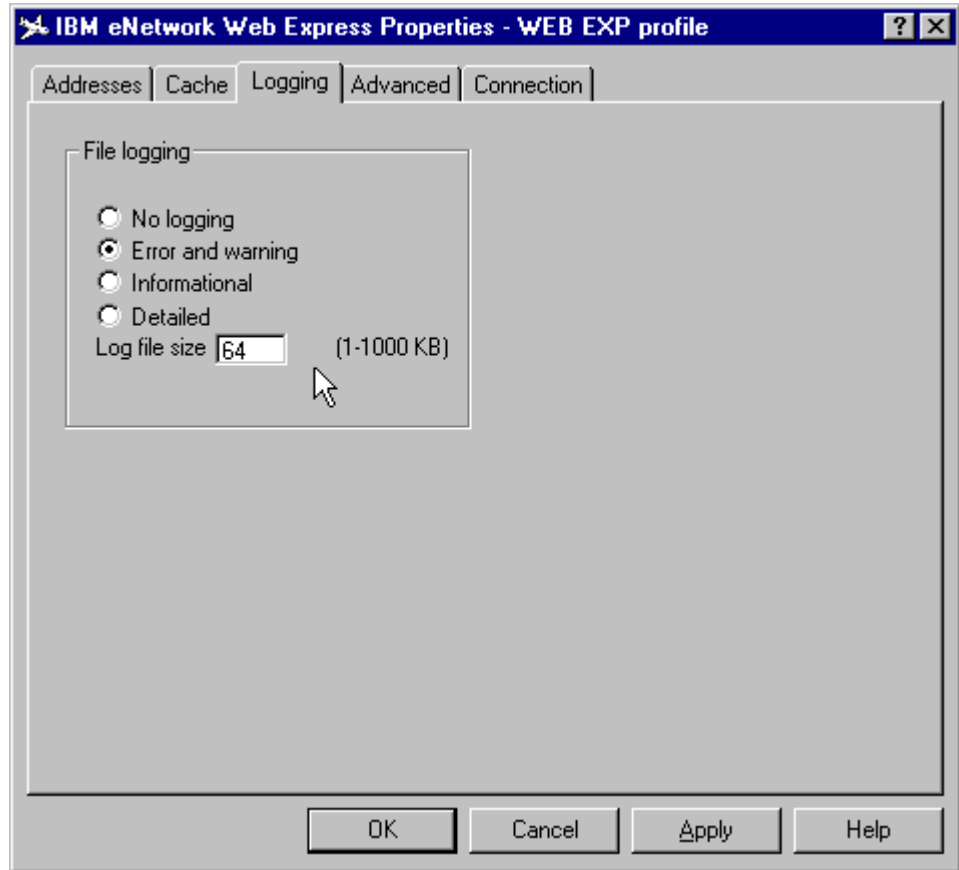 IBM eNetwork Web Express Properties - WEB EXP profile
Addresses Cache Logging Advanced Connection
File logging
No logging
Error and warning
Informational
Detailed
Log file size 64 (1-1000 KB)
OK Cancel Apply Help